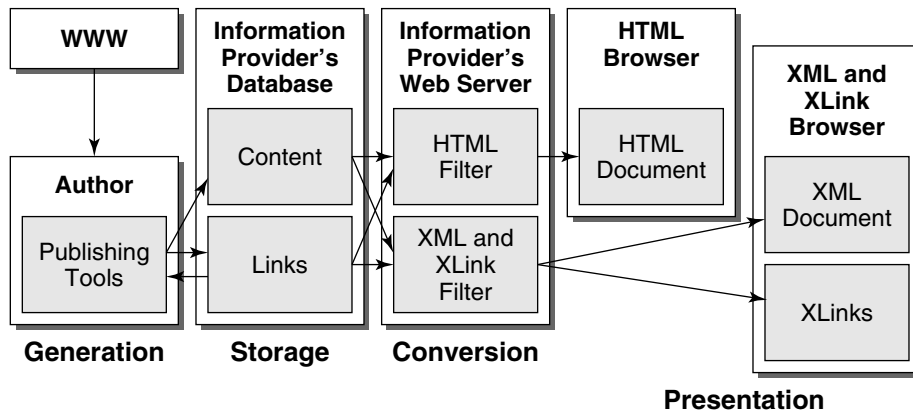 WWW
Author
Publishing
Tools
Generation
Information
Provider’s
Database
Content
Links
Storage
Information
Provider’s
Web Server
HTML
Filter
XML and
XLink
Filter
Conversion
HTML
Browser
HTML
Document
XML and
XLink
Browser
XML
Document
XLinks
Presentation